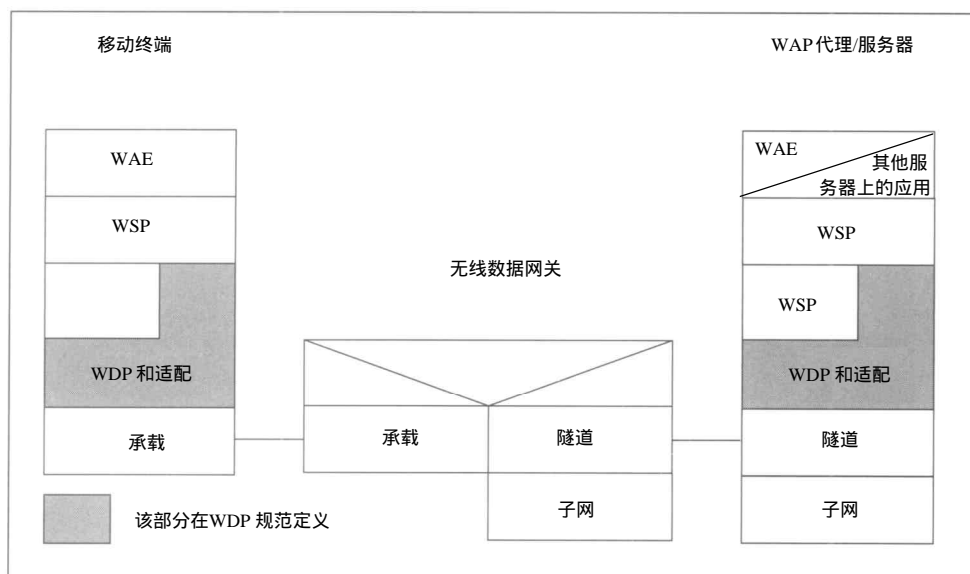 移动终端
WAP代理/服务器
WAE
WSP
WDP 和适配
承载
无线数据网关
承载
隧道
子网
WAE
其他服
务器上的应用
WSP
WSP
WDP 和适配
隧道
子网
该部分在WDP 规范定义